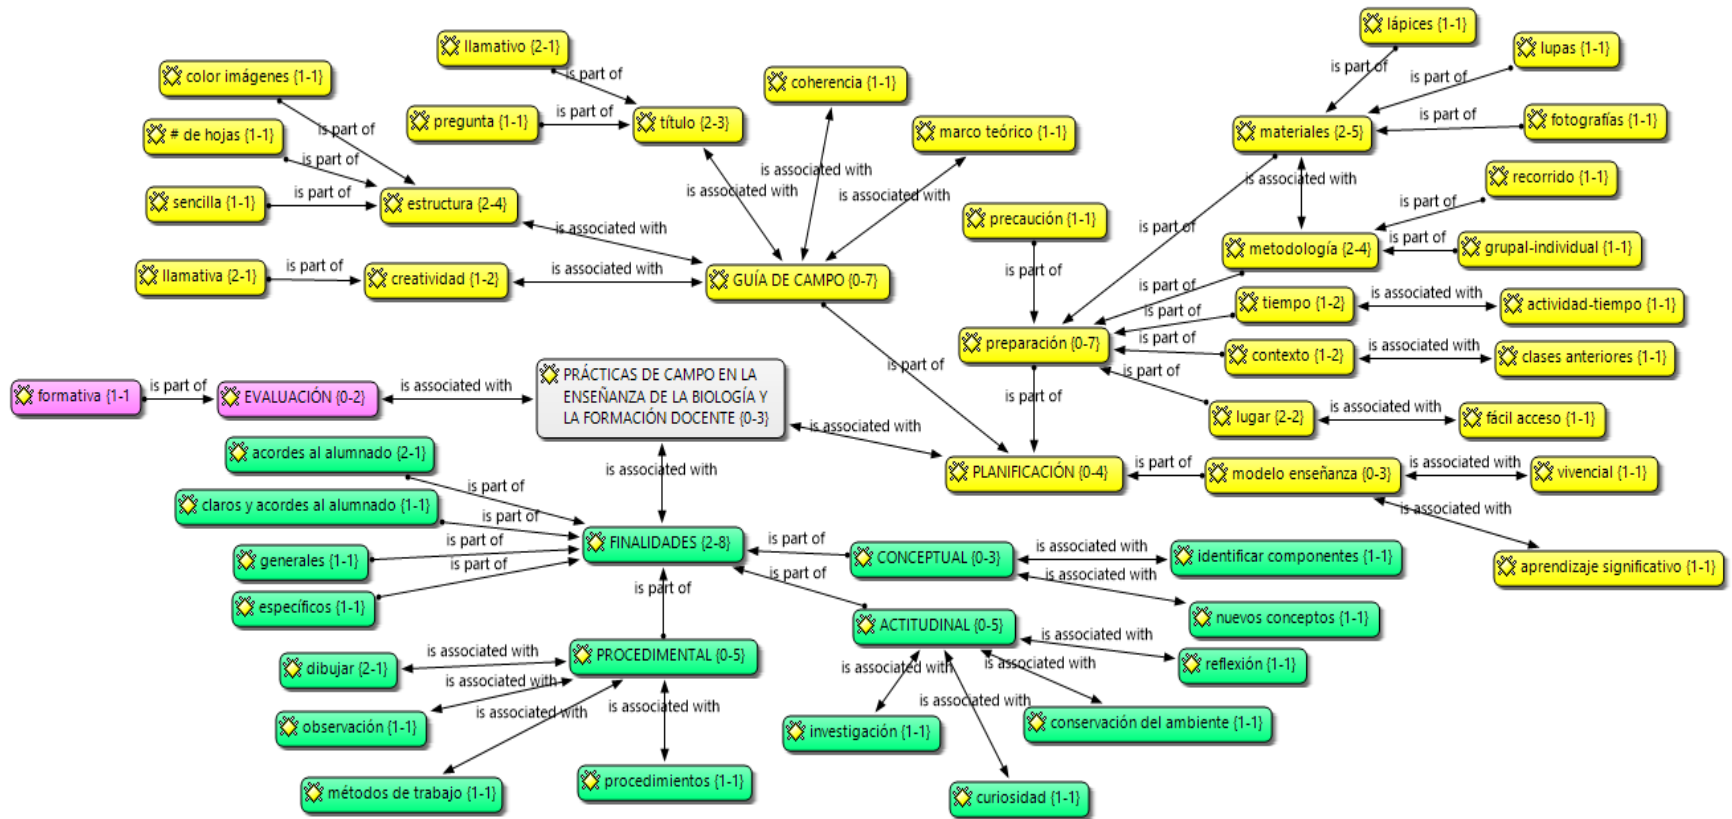 lápices {1-1}
llamativo {2-1}
lupas {1-1}
is part of
is part of
color imágenes {1-1}
is part of
coherencia {1-1}
pregunta {1-1}
is part of
título {2-3}
is part of
fotografías {1-1}
# de hojas {1-1}
is part of
marco teórico {1-1}
materiales {2-5}
is part of
is associated with
is associated with
is associated with
is associated with
recorrido {1-1}
sencilla {1-1}
is part of
estructura {2-4}
is part of
precaución {1-1}
is part of
is associated with
metodología {2-4}
is part of
grupal-individual {1-1}
llamativa {2-1}
is part of
creatividad {1-2}
is associated with
GUÍA DE CAMPO {0-7}
is part of
is part of
tiempo {1-2}
is associated with
actividad-tiempo {1-1}
is part of
preparación {0-7}
is part of
contexto {1-2}
is associated with
clases anteriores {1-1}
is part of
is part of
is part of
lugar {2-2}
is associated with
fácil acceso {1-1}
formativa {1-1
is part of
EVALUACIÓN {0-2}
is associated with
PRÁCTICAS DE CAMPO EN LA
ENSEÑANZA DE LA BIOLOGÍA Y
LA FORMACIÓN DOCENTE {0-3}
is associated with
acordes al alumnado {2-1}
is associated with
PLANIFICACIÓN {0-4}
is part of
modelo enseñanza {0-3}
is associated with
vivencial {1-1}
is part of
claros y acordes al alumnado {1-1}
is part of
is associated with
is part of
FINALIDADES {2-8}
is part of
CONCEPTUAL {0-3}
is associated with
identificar componentes {1-1}
generales {1-1}
is part of
aprendizaje significativo {1-1}
is part of
is part of
is associated with
específicos {1-1}
nuevos conceptos {1-1}
ACTITUDINAL {0-5}
is associated with
dibujar {2-1}
is associated with
PROCEDIMENTAL {0-5}
reflexión {1-1}
is associated with
is associated with
is associated with
is associated with
is associated with
is associated with
observación {1-1}
investigación {1-1}
conservación del ambiente {1-1}
métodos de trabajo {1-1}
procedimientos {1-1}
curiosidad {1-1}